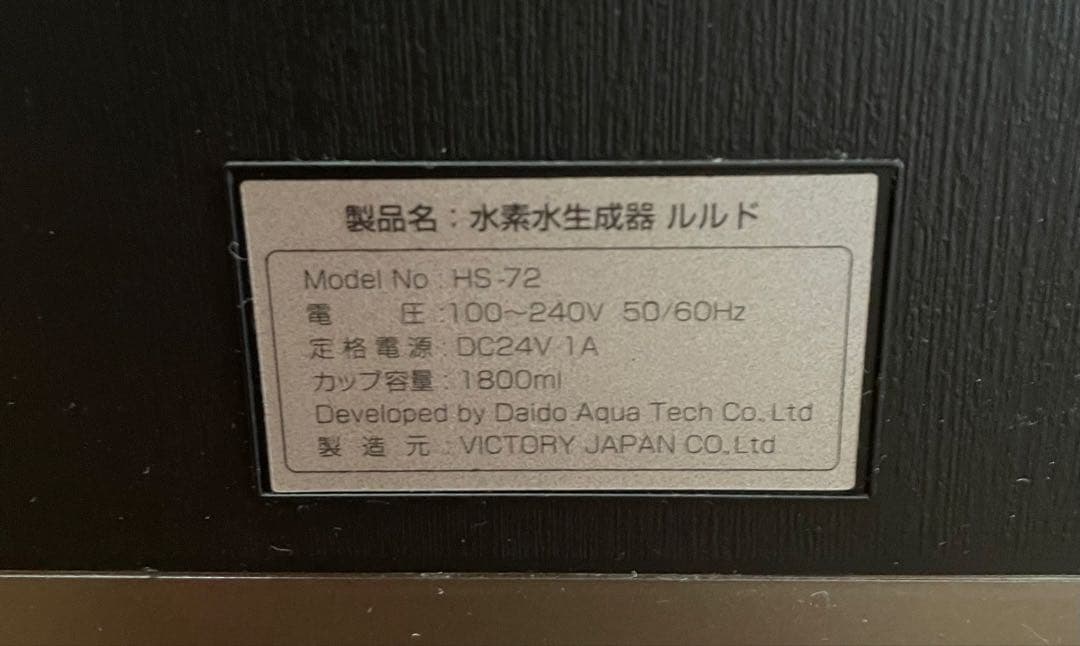 製品名：水素水生成器 ルルド
Model No : HS-72
電　圧 :100～240V 50/60Hz
定格電源 : DC24V 1A
カップ容量 : 1800ml
Developed by Daido Aqua Tech Co.,Ltd
製造元 : VICTORY JAPAN CO.,Ltd